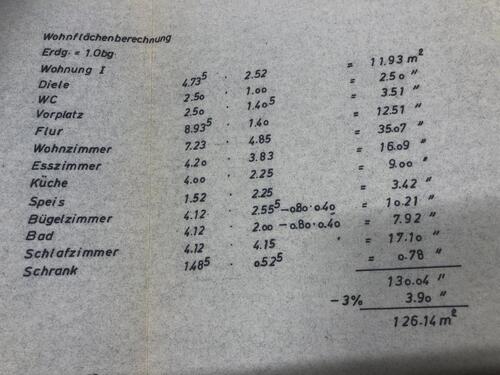 Wohnflächenberechnung
Erdg. = 1.Obg.
Wohnung I
Diele 4.73⁵ · 2.52 = 11.93 m²
WC 2.50 · 1.00 = 2.50 "
Vorplatz 2.50 · 1.40⁵ = 3.51 "
Flur 8.93⁵ · 1.40 = 12.51 "
Wohnzimmer 7.23 · 4.85 = 35.07 "
Esszimmer 4.20 · 3.83 = 16.09 "
Küche 4.00 · 2.25 = 9.00 "
Speis 1.52 · 2.25 = 3.42 "
Bügelzimmer 4.12 · 2.55⁵ - 0.80 · 0.40 = 10.21 "
Bad 4.12 · 2.00 - 0.80 · 0.40 = 7.92 "
Schlafzimmer 4.12 · 4.15 = 17.10 "
Schrank 1.48⁵ · 0.52⁵ = 0.78 "
130.04 "
-3% 3.90 "
126.14 m²